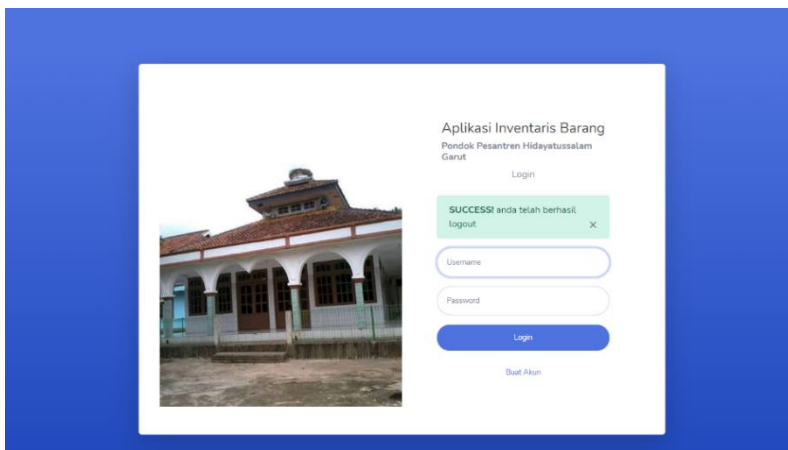 Aplikasi Inventaris Barang
Pondok Pesantren Hidayatussalam
Garut
Login
SUCCESS! anda telah berhasil
logout ×
Username
Password
Login
Buat Akun